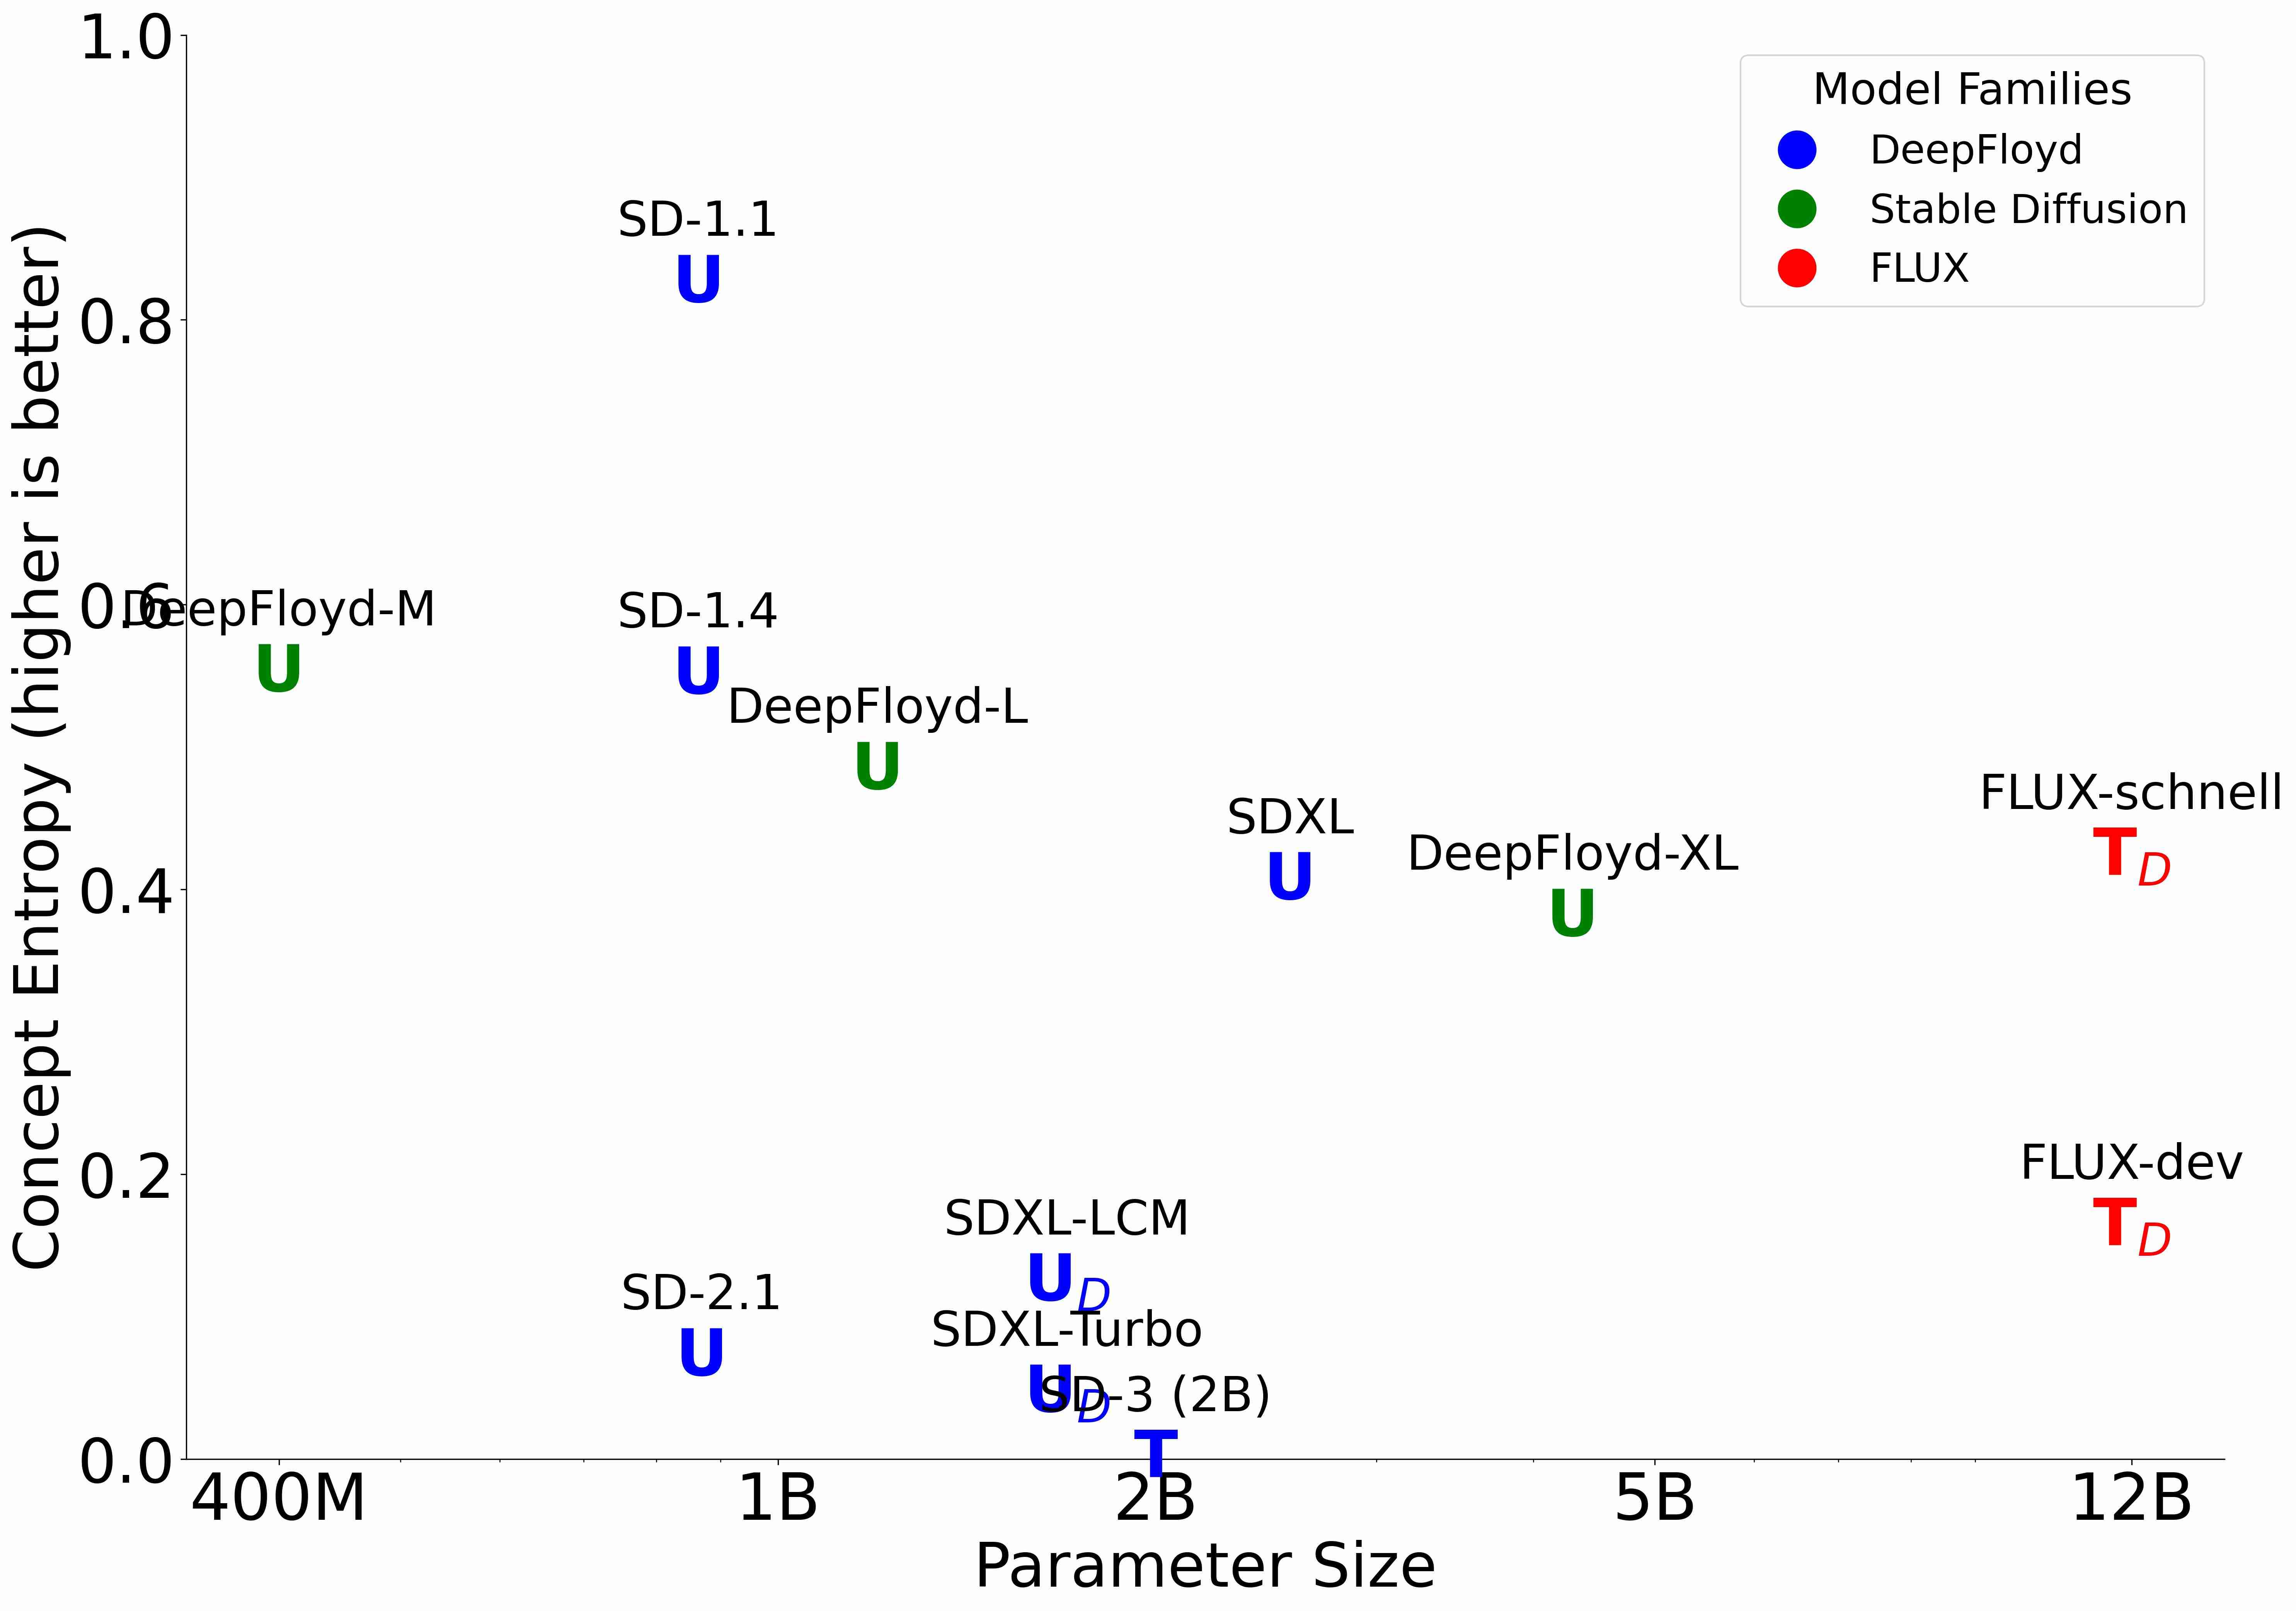 Concept Entropy (higher is better)
1.0
0.8
0.6
0.4
0.2
0.0
Model Families
DeepFloyd
Stable Diffusion
FLUX
SD-1.1
U
DeepFloyd-M
U
SD-1.4
U
DeepFloyd-L
U
SDXL
U
DeepFloyd-XL
U
FLUX-schnell
T_D
FLUX-dev
T_D
SDXL-LCM
U_D
SD-2.1
U
SDXL-Turbo
U_D
SD-3 (2B)
T
400M
1B
2B
5B
12B
Parameter Size